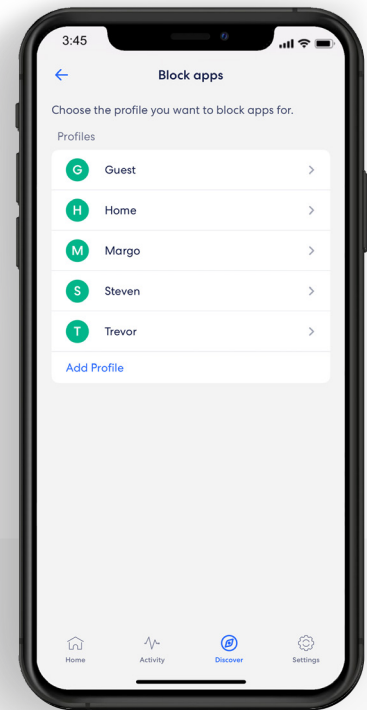 3:45
Block apps
Choose the profile you want to block apps for.
Profiles
G Guest
H Home
M Margo
S Steven
T Trevor
Add Profile
Home Activity Discover Settings